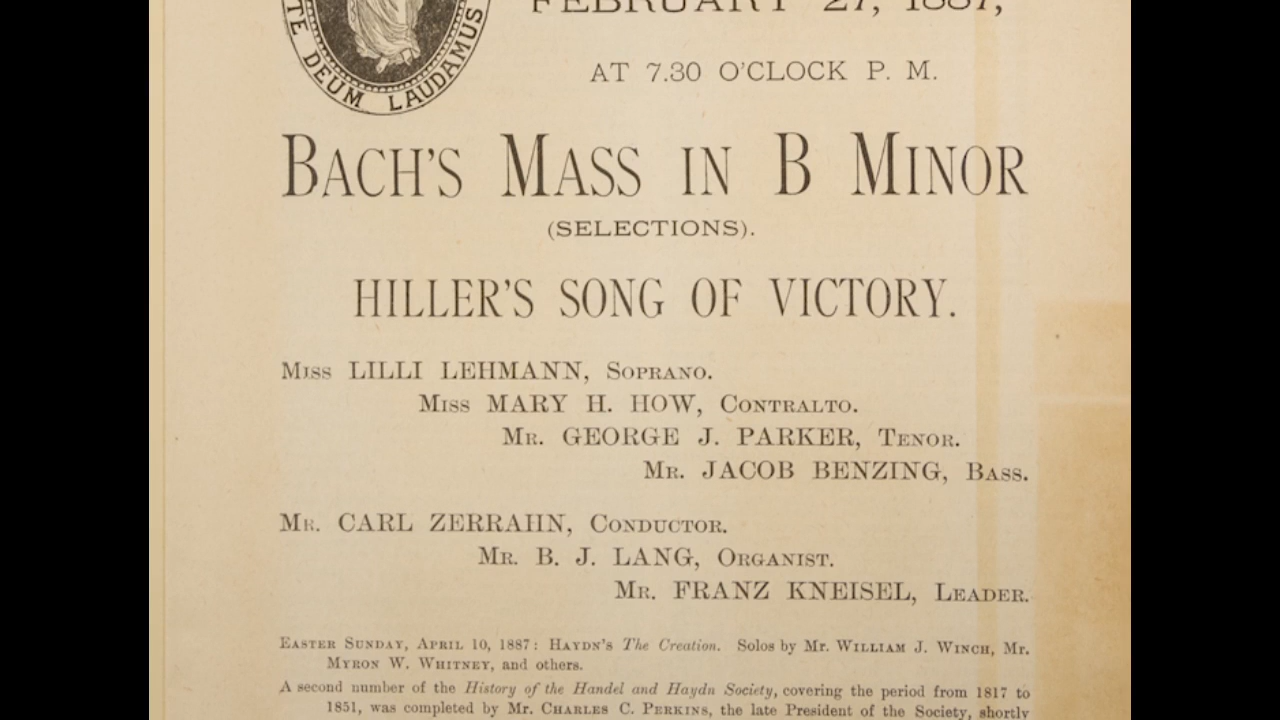 FEBRUARY 27, 1887,
TE DEUM LAUDAMUS
AT 7.30 O'CLOCK P. M.
BACH'S MASS IN B MINOR
(SELECTIONS).
HILLER'S SONG OF VICTORY.
MISS LILLI LEHMANN, SOPRANO.
MISS MARY H. HOW, CONTRALTO.
MR. GEORGE J. PARKER, TENOR.
MR. JACOB BENZING, BASS.
MR. CARL ZERRAHN, CONDUCTOR.
MR. B. J. LANG, ORGANIST.
MR. FRANZ KNEISEL, LEADER.
EASTER SUNDAY, APRIL 10, 1887: HAYDN'S The Creation. Solos by Mr. WILLIAM J. WINCH, Mr.
MYRON W. WHITNEY, and others.
A second number of the History of the Handel and Haydn Society, covering the period from 1817 to
1851, was completed by Mr. CHARLES C. PERKINS, the late President of the Society, shortly